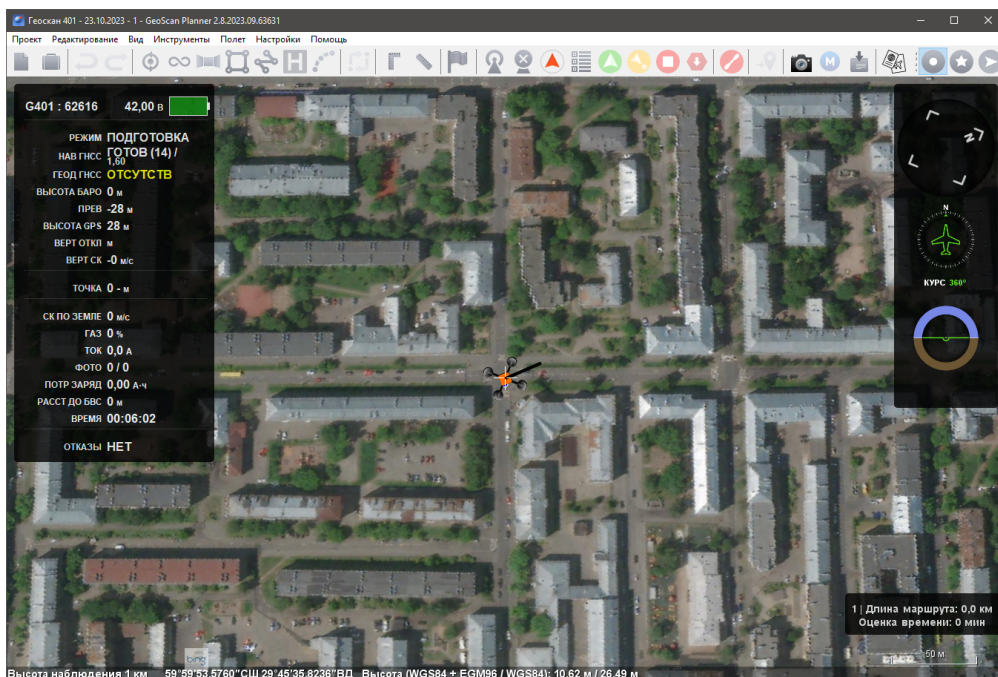 Геоскан 401 - 23.10.2023 - 1 - GeoScan Planner 2.8.2023.09.63631
Проект Редактирование Вид Инструменты Полет Настройки Помощь
G401 : 62616 42,00 в
РЕЖИМ ПОДГОТОВКА
НАВ ГНСС ГОТОВ (14) / 1,60
ГЕОД ГНСС ОТСУТСТВ
ВЫСОТА БАРО 0 м
ПРЕВ -28 м
ВЫСОТА GPS 28 м
ВЕРТ ОТКЛ м
ВЕРТ СК -0 м/с
ТОЧКА 0 - м
СК ПО ЗЕМЛЕ 0 м/с
ГАЗ 0 %
ТОК 0,0 А
ФОТО 0 / 0
ПОТР ЗАРЯД 0,00 А·ч
РАССТ ДО БВС 0 м
ВРЕМЯ 00:06:02
ОТКАЗЫ НЕТ
N
N
КУРС 360°
1 | Длина маршрута: 0,0 км
Оценка времени: 0 мин
bing
50 м
Высота наблюдения 1 км 59°59'53.5760"СШ 29°45'35.8236"ВД Высота (WGS84 + EGM96 / WGS84): 10.62 м / 26.49 м